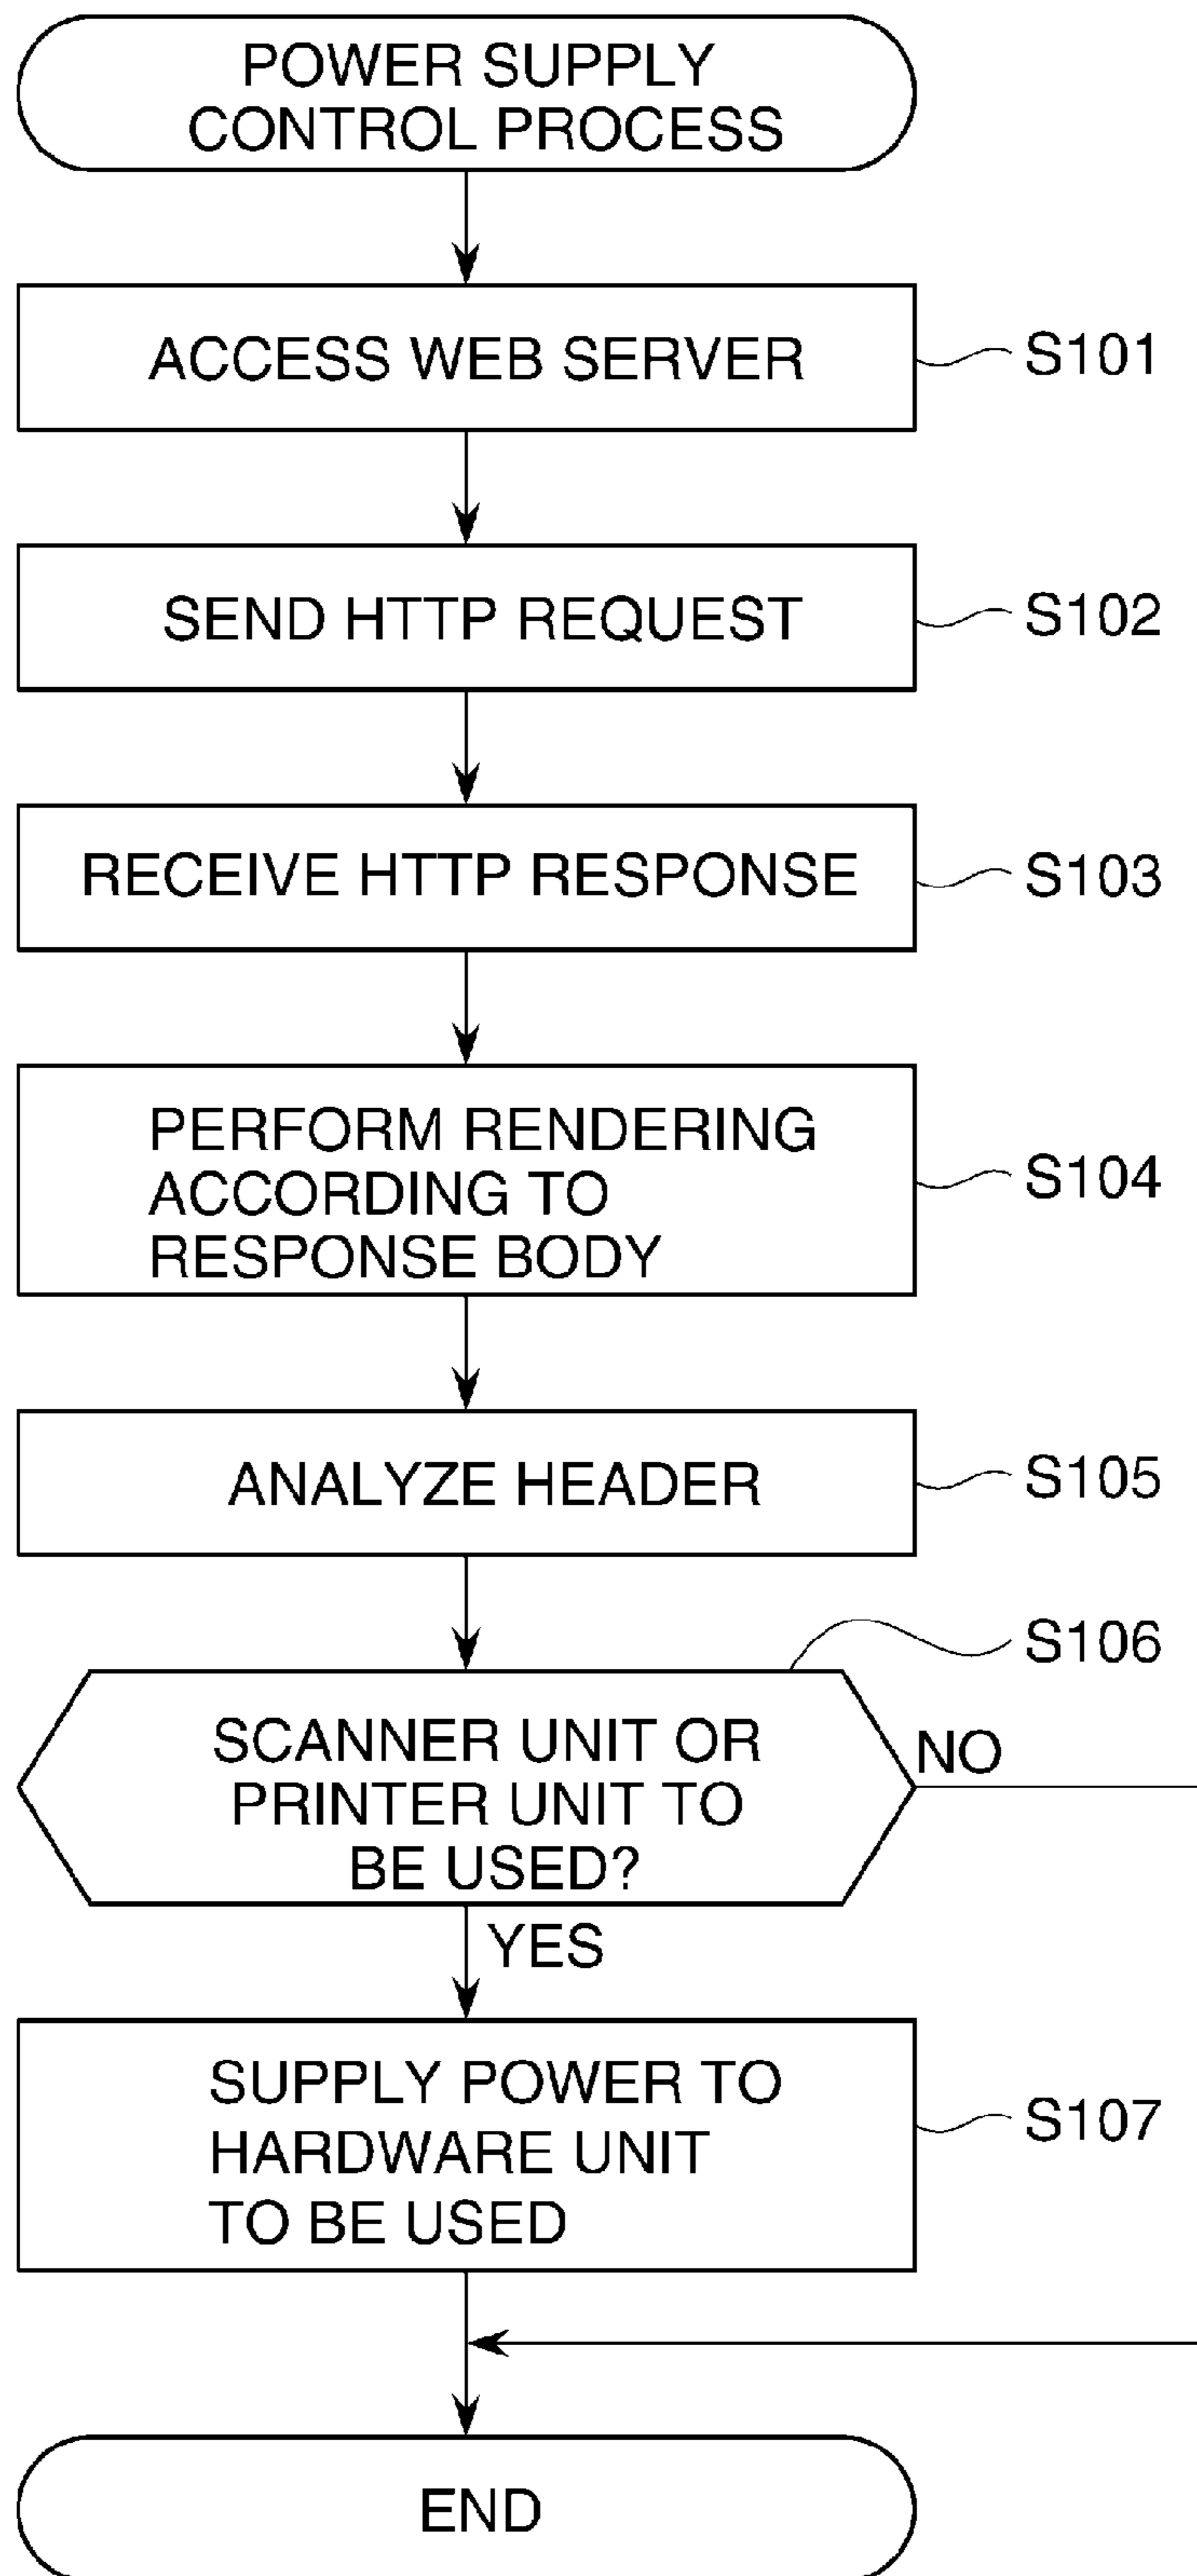 POWER SUPPLY
CONTROL PROCESS
ACCESS WEB SERVER
S101
SEND HTTP REQUEST
S102
RECEIVE HTTP RESPONSE
S103
PERFORM RENDERING
ACCORDING TO
RESPONSE BODY
S104
ANALYZE HEADER
S105
S106
SCANNER UNIT OR
PRINTER UNIT TO
BE USED?
NO
YES
SUPPLY POWER TO
HARDWARE UNIT
TO BE USED
S107
END